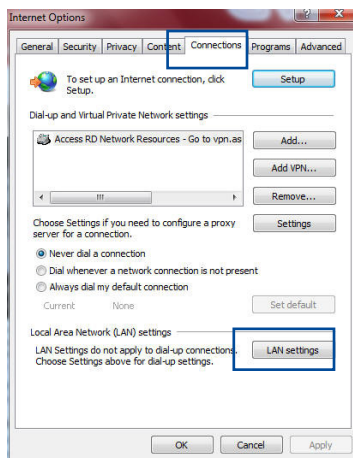 Internet Options
General Security Privacy Content Connections Programs Advanced
To set up an Internet connection, click
Setup.
Setup
Dial-up and Virtual Private Network settings
Access RD Network Resources - Go to vpn.as
Add...
Add VPN...
Remove...
Choose Settings if you need to configure a proxy
server for a connection.
Settings
Never dial a connection
Dial whenever a network connection is not present
Always dial my default connection
Current None
Set default
Local Area Network (LAN) settings
LAN Settings do not apply to dial-up connections.
Choose Settings above for dial-up settings.
LAN settings
OK Cancel Apply